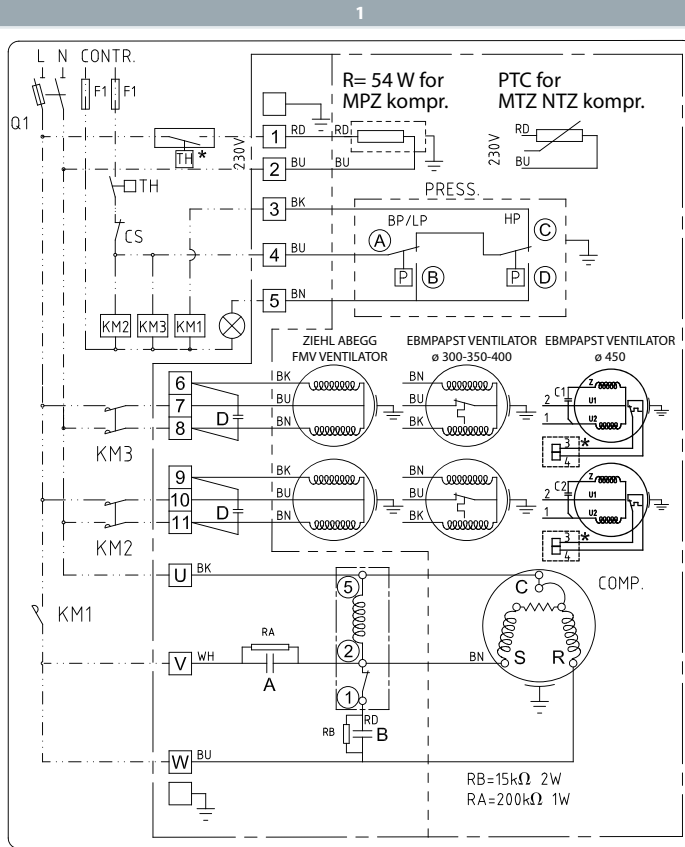 1
L N CONTR.
F1 F1
Q1
R= 54 W for
MPZ kompr.
PTC for
MTZ NTZ kompr.
TH *
230V
1 RD RD
2 BU BU
230V
RD
BU
TH
CS
PRESS.
3 BK
BP/LP HP
A C
4 BU
P B P D
5 BN
KM2 KM3 KM1
ZIEHL ABEGG
FMV VENTILATOR
EBMPAPST VENTILATOR
ø 300-350-400
EBMPAPST VENTILATOR
ø 450
6 BK BN
7 BU BU
8 BN BN
D
KM3
C1 Z
2 U1
1 U2
3 *
4
9 BK BN
10 BU BU
11 BN BN
D
KM2
C2 Z
2 U1
1 U2
3 *
4
U BK
5
C COMP.
KM1
RA
V WH
A
2
BN S R
1
RB RD B
W BU
RB=15kΩ 2W
RA=200kΩ 1W